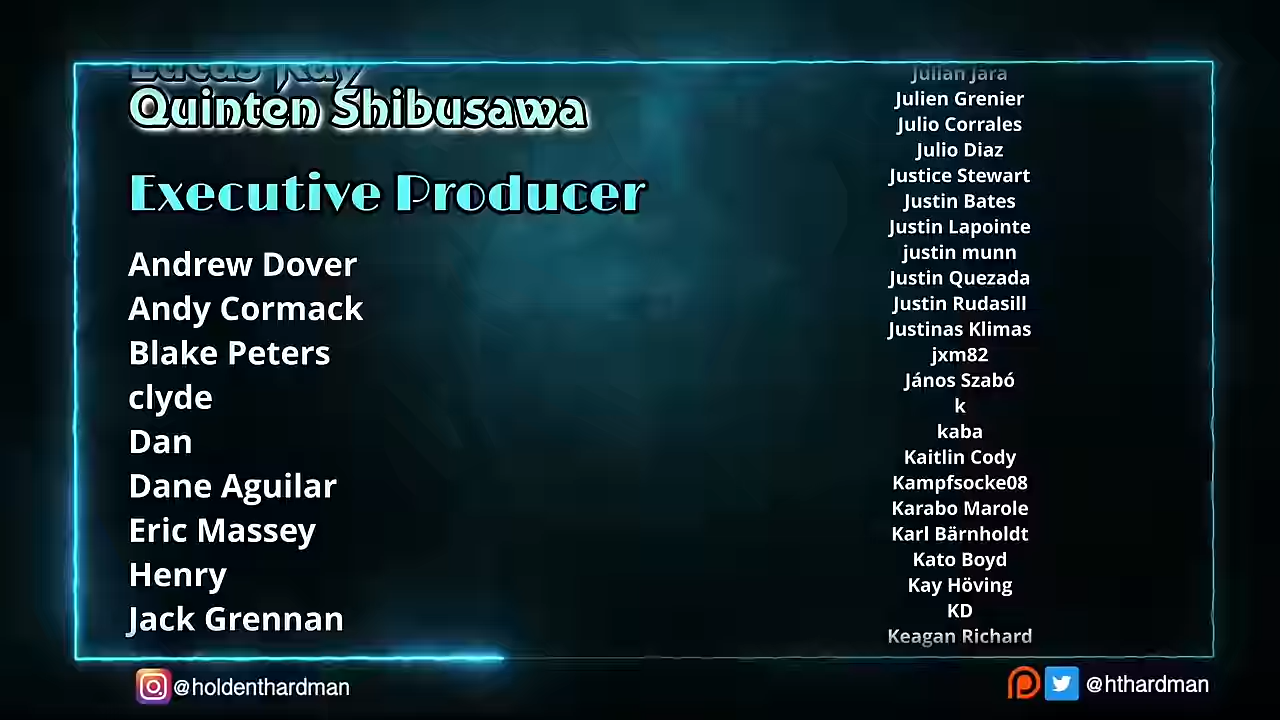 Lucas Ray
Quinten Shibusawa
Executive Producer
Andrew Dover
Andy Cormack
Blake Peters
clyde
Dan
Dane Aguilar
Eric Massey
Henry
Jack Grennan
Julian Jara
Julien Grenier
Julio Corrales
Julio Diaz
Justice Stewart
Justin Bates
Justin Lapointe
justin munn
Justin Quezada
Justin Rudasill
Justinas Klimas
jxm82
János Szabó
k
kaba
Kaitlin Cody
Kampfsocke08
Karabo Marole
Karl Bärnholdt
Kato Boyd
Kay Höving
KD
Keagan Richard
@holdenthardman
@hthardman